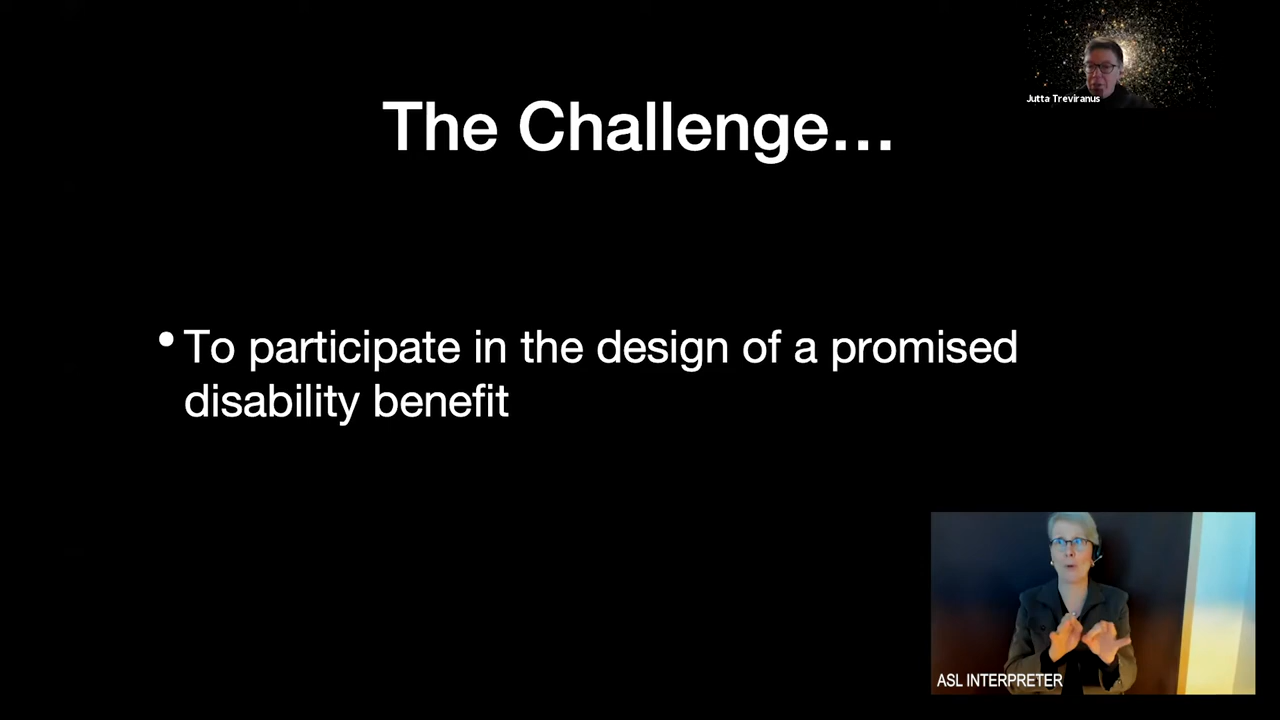 Jutta Treviranus
The Challenge...
• To participate in the design of a promised
disability benefit
ASL INTERPRETER